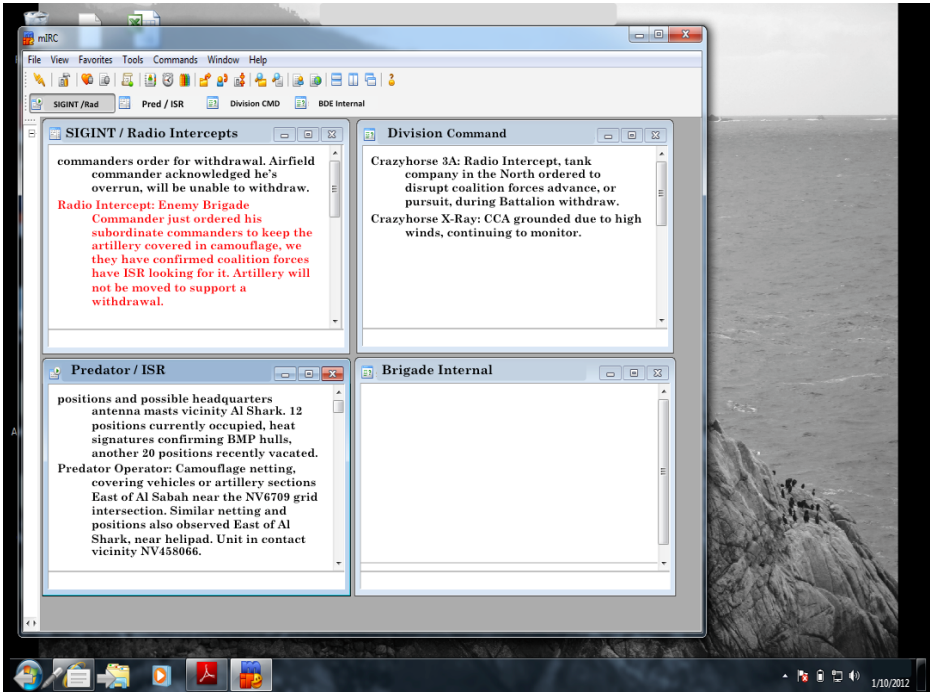 mIRC
File View Favorites Tools Commands Window Help
SIGINT /Rad Pred / ISR Division CMD BDE Internal
SIGINT / Radio Intercepts
commanders order for withdrawal. Airfield
commander acknowledged he's
overrun, will be unable to withdraw.
Radio Intercept: Enemy Brigade
Commander just ordered his
subordinate commanders to keep the
artillery covered in camouflage, we
they have confirmed coalition forces
have ISR looking for it. Artillery will
not be moved to support a
withdrawal.
Division Command
Crazyhorse 3A: Radio Intercept, tank
company in the North ordered to
disrupt coalition forces advance, or
pursuit, during Battalion withdraw.
Crazyhorse X-Ray: CCA grounded due to high
winds, continuing to monitor.
Predator / ISR
positions and possible headquarters
antenna masts vicinity Al Shark. 12
positions currently occupied, heat
signatures confirming BMP hulls,
another 20 positions recently vacated.
Predator Operator: Camouflage netting,
covering vehicles or artillery sections
East of Al Sabah near the NV6709 grid
intersection. Similar netting and
positions also observed East of Al
Shark, near helipad. Unit in contact
vicinity NV458066.
Brigade Internal
1/10/2012